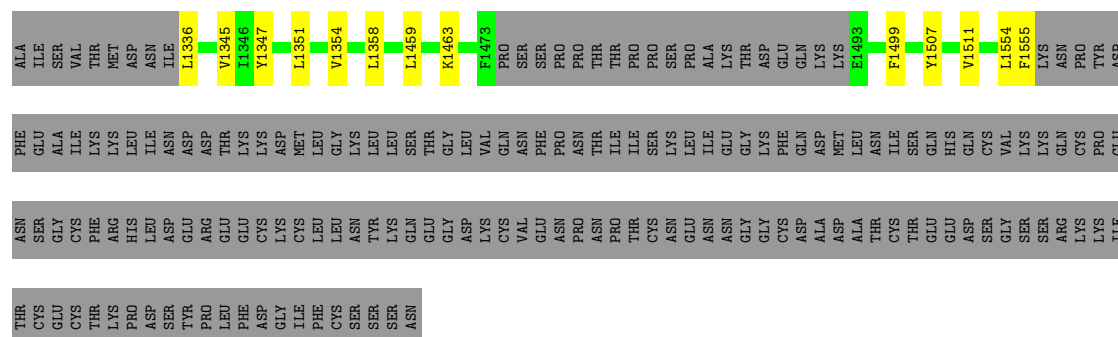 ALA ILE SER VAL THR MET ASP ASN ILE L1336 V1345 I1346 Y1347 L1351 V1354 L1358 L1459 K1463 F1473 PRO SER SER PRO PRO THR THR PRO PRO SER PRO ALA LYS THR ASP GLU GLN LYS LYS E1493 F1499 Y1507 V1511 L1554 F1555 LYS ASN PRO TYR ASP
PHE GLU ALA ILE LYS LYS LEU ILE ASN ASP ASP THR LYS LYS ASP MET LEU GLY LYS LEU LEU SER THR GLY LEU VAL GLN ASN PHE PRO ASN THR ILE ILE SER LYS LEU ILE GLU GLY LYS PHE GLN ASP MET LEU ASN ILE SER GLN HIS GLN CYS VAL LYS LYS GLN CYS PRO GLU
ASN SER GLY CYS PHE ARG HIS LEU ASP GLU ARG GLU GLU CYS LYS CYS LEU LEU ASN TYR LYS GLN GLU GLY ASP LYS CYS VAL GLU ASN PRO ASN PRO THR CYS ASN GLU ASN ASN GLY GLY CYS ASP ALA ASP ALA THR CYS THR GLU GLU ASP SER GLY SER SER ARG LYS LYS ILE
THR CYS GLU CYS THR LYS PRO ASP SER TYR PRO LEU PHE ASP GLY ILE PHE CYS SER SER SER ASN